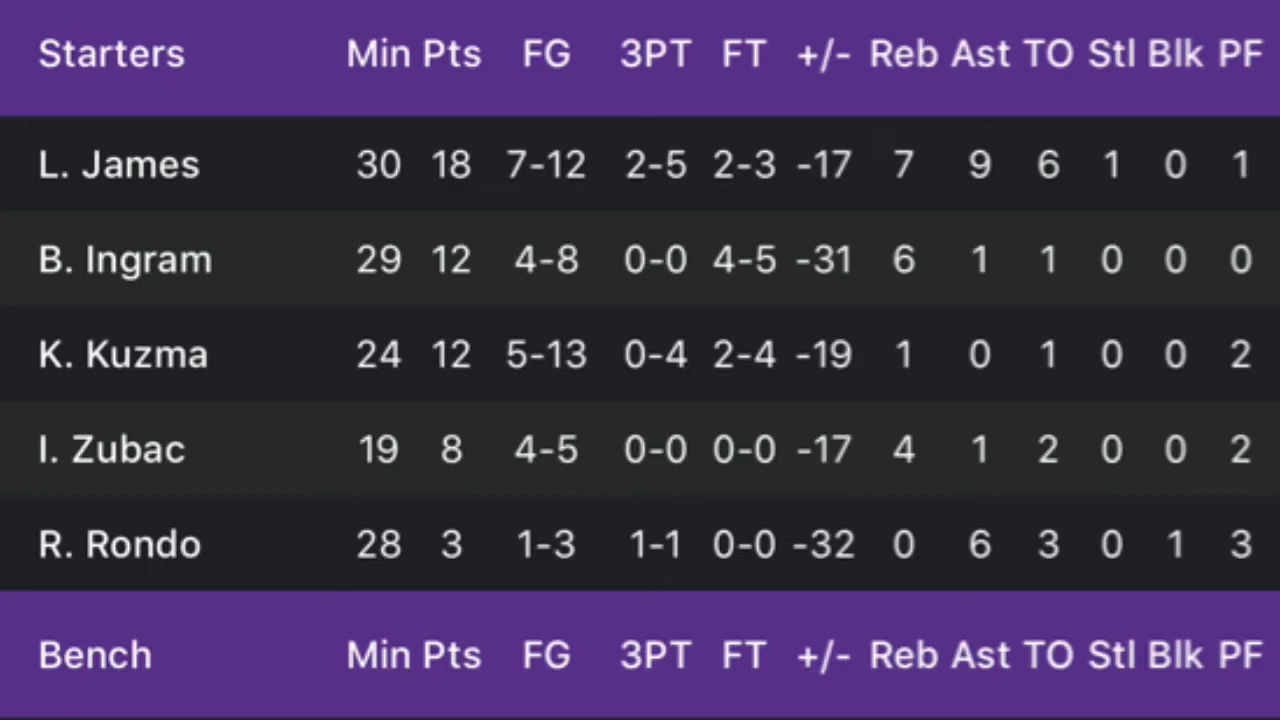 Starters Min Pts FG 3PT FT +/- Reb Ast TO Stl Blk PF
L. James 30 18 7-12 2-5 2-3 -17 7 9 6 1 0 1
B. Ingram 29 12 4-8 0-0 4-5 -31 6 1 1 0 0 0
K. Kuzma 24 12 5-13 0-4 2-4 -19 1 0 1 0 0 2
I. Zubac 19 8 4-5 0-0 0-0 -17 4 1 2 0 0 2
R. Rondo 28 3 1-3 1-1 0-0 -32 0 6 3 0 1 3
Bench Min Pts FG 3PT FT +/- Reb Ast TO Stl Blk PF